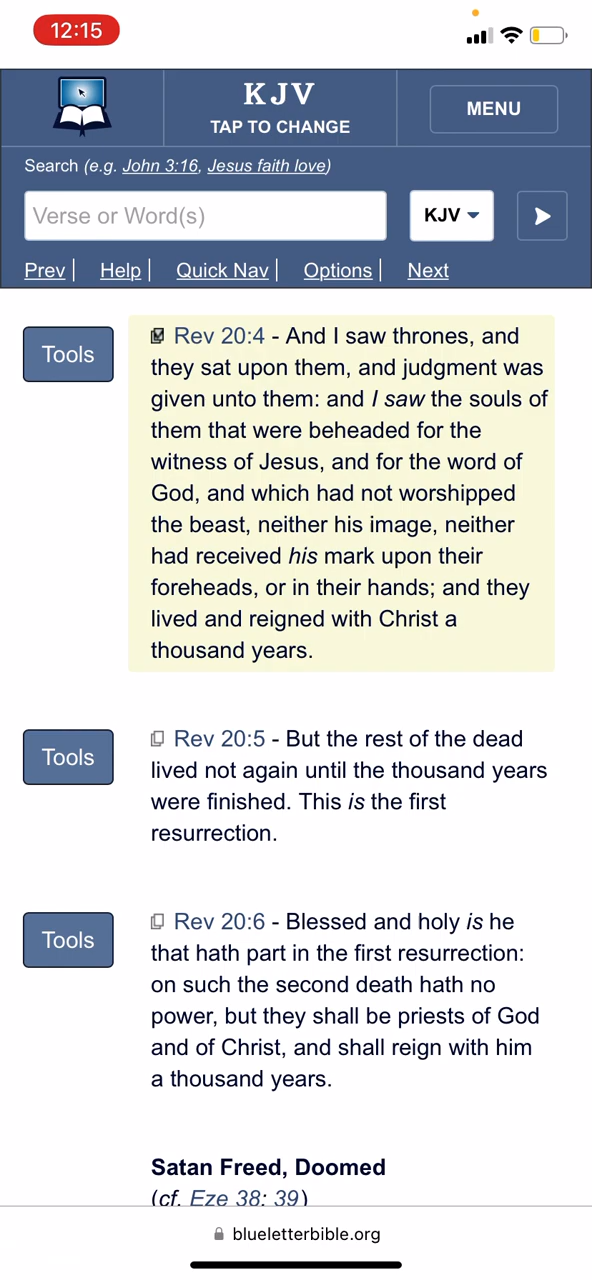 12:15
KJV
TAP TO CHANGE
MENU
Search (e.g. John 3:16, Jesus faith love)
Verse or Word(s)
KJV
Prev | Help | Quick Nav | Options | Next
Tools
Rev 20:4 - And I saw thrones, and
they sat upon them, and judgment was
given unto them: and I saw the souls of
them that were beheaded for the
witness of Jesus, and for the word of
God, and which had not worshipped
the beast, neither his image, neither
had received his mark upon their
foreheads, or in their hands; and they
lived and reigned with Christ a
thousand years.
Tools
Rev 20:5 - But the rest of the dead
lived not again until the thousand years
were finished. This is the first
resurrection.
Tools
Rev 20:6 - Blessed and holy is he
that hath part in the first resurrection:
on such the second death hath no
power, but they shall be priests of God
and of Christ, and shall reign with him
a thousand years.
Satan Freed, Doomed
(cf. Eze 38; 39)
blueletterbible.org